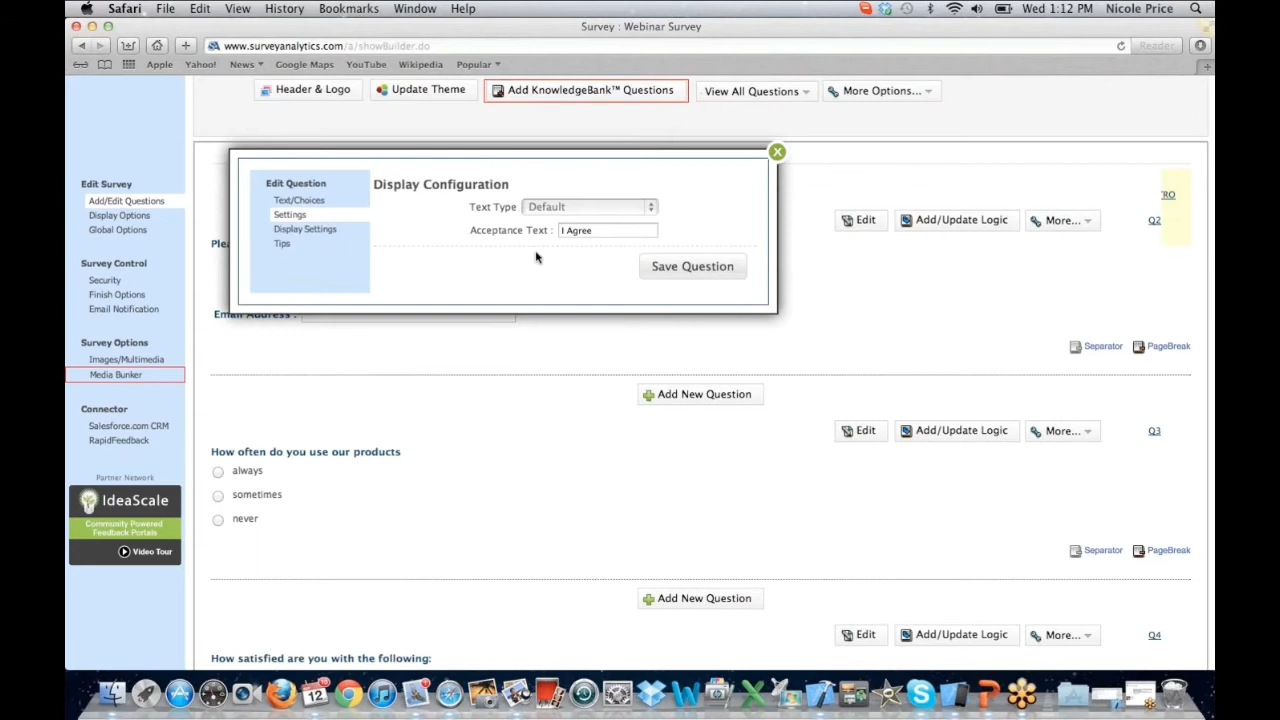 Safari File Edit View History Bookmarks Window Help Wed 1:12 PM Nicole Price
Survey : Webinar Survey
www.surveyanalytics.com/a/showBuilder.do Reader
Apple Yahoo! News Google Maps YouTube Wikipedia Popular
Header & Logo Update Theme Add KnowledgeBank™ Questions View All Questions More Options...
Edit Survey
Add/Edit Questions
Display Options
Global Options
Survey Control
Security
Finish Options
Email Notification
Survey Options
Images/Multimedia
Media Bunker
Connector
Salesforce.com CRM
RapidFeedback
Partner Network
IdeaScale
Community Powered
Feedback Portals
Video Tour
Edit Question
Text/Choices
Settings
Display Settings
Tips
Display Configuration
Text Type Default
Acceptance Text : I Agree
Save Question
RO
Edit Add/Update Logic More... Q2
Email Address :
Separator PageBreak
Add New Question
Edit Add/Update Logic More... Q3
How often do you use our products
always
sometimes
never
Separator PageBreak
Add New Question
Edit Add/Update Logic More... Q4
How satisfied are you with the following:
12